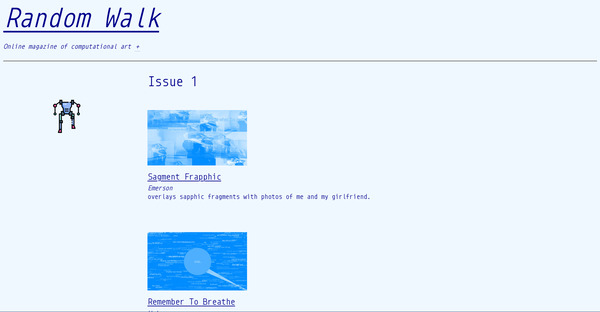 Random Walk
Online magazine of computational art +
Issue 1
Sagment Frapphic
Emerson
overlays sapphic fragments with photos of me and my girlfriend.
Remember To Breathe